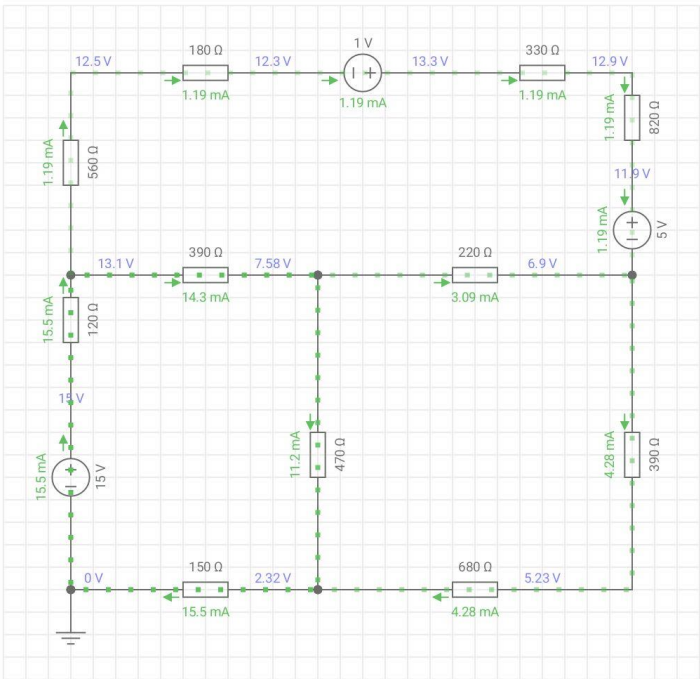 1 V
180 Ω
330 Ω
12.5 V
12.3 V
13.3 V
12.9 V
1.19 mA
1.19 mA
1.19 mA
1.19 mA
820 Ω
1.19 mA
560 Ω
11.9 V
1.19 mA
5 V
390 Ω
220 Ω
13.1 V
7.58 V
6.9 V
14.3 mA
3.09 mA
15.5 mA
120 Ω
15 V
15.5 mA
15 V
11.2 mA
470 Ω
4.28 mA
390 Ω
150 Ω
680 Ω
0 V
2.32 V
5.23 V
15.5 mA
4.28 mA